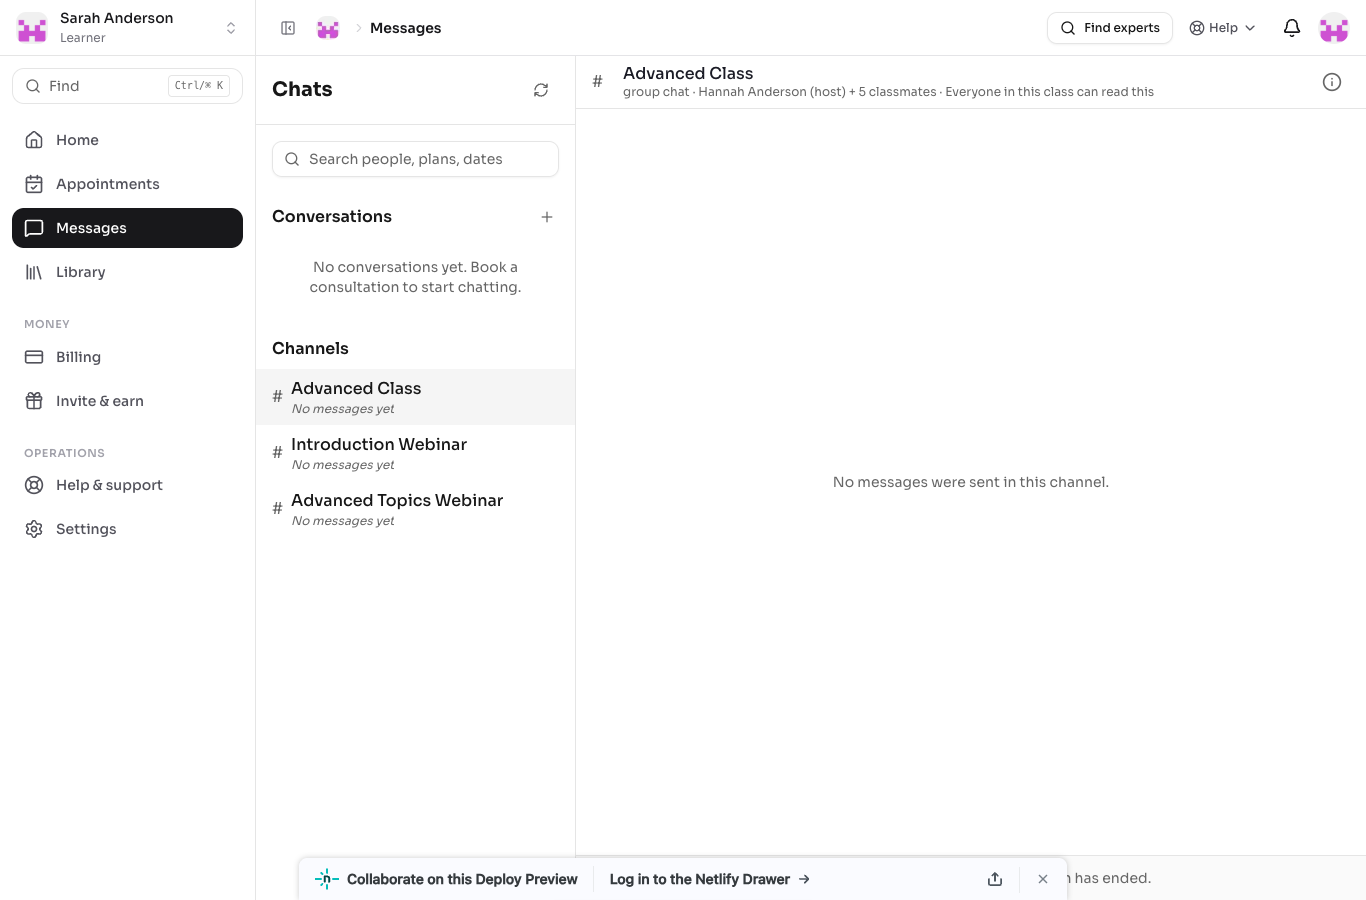 Sarah Anderson
Learner
Find
Ctrl/⌘ K
Home
Appointments
Messages
Library
MONEY
Billing
Invite & earn
OPERATIONS
Help & support
Settings
Messages
Find experts
Help
Chats
Search people, plans, dates
Conversations
No conversations yet. Book a
consultation to start chatting.
Channels
# Advanced Class
No messages yet
# Introduction Webinar
No messages yet
# Advanced Topics Webinar
No messages yet
# Advanced Class
group chat · Hannah Anderson (host) + 5 classmates · Everyone in this class can read this
No messages were sent in this channel.
has ended.
n Collaborate on this Deploy Preview
Log in to the Netlify Drawer →